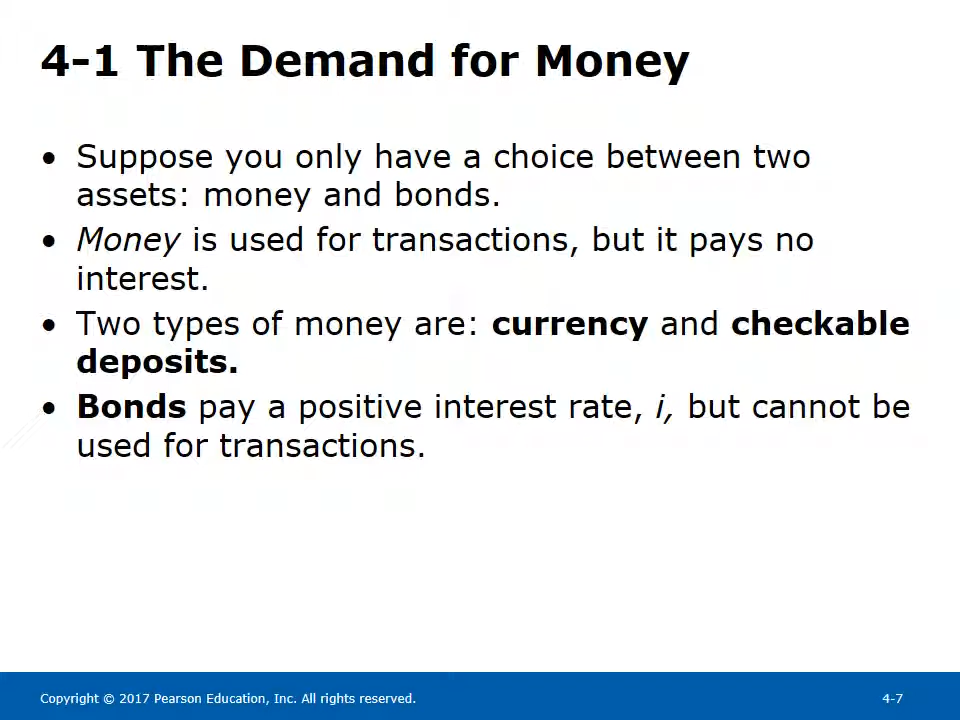 4-1 The Demand for Money
• Suppose you only have a choice between two
assets: money and bonds.
• Money is used for transactions, but it pays no
interest.
• Two types of money are: currency and checkable
deposits.
• Bonds pay a positive interest rate, i, but cannot be
used for transactions.
Copyright © 2017 Pearson Education, Inc. All rights reserved.
4-7